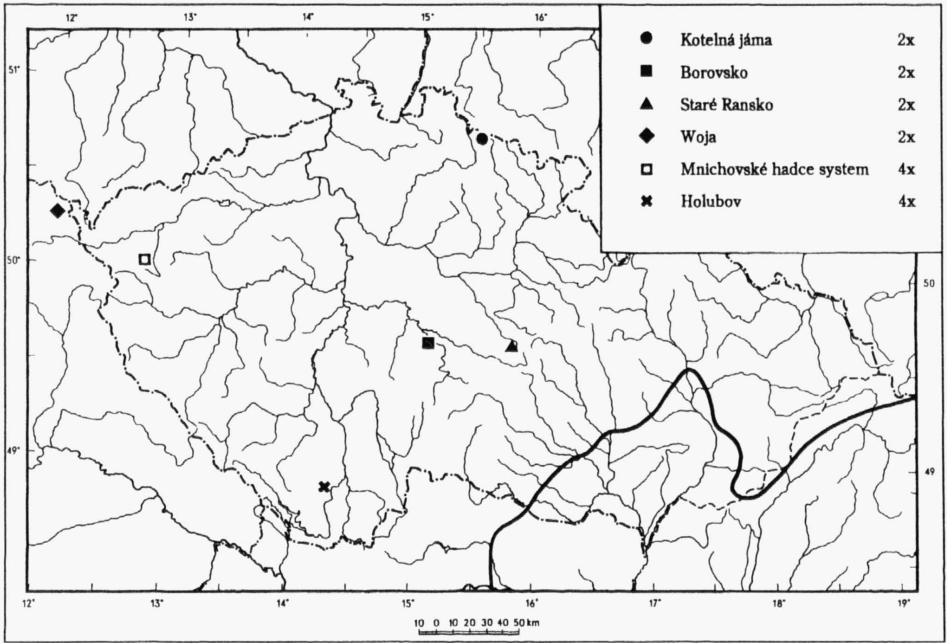 12° 13° 14° 15° 16°
51°
● Kotelná jáma 2x
■ Borovsko 2x
▲ Staré Ransko 2x
◆ Woja 2x
□ Mnichovské hadce system 4x
✖ Holubov 4x
50° 50
49° 49
12° 13° 14° 15° 16° 17° 18° 19°
10 0 10 20 30 40 50 km